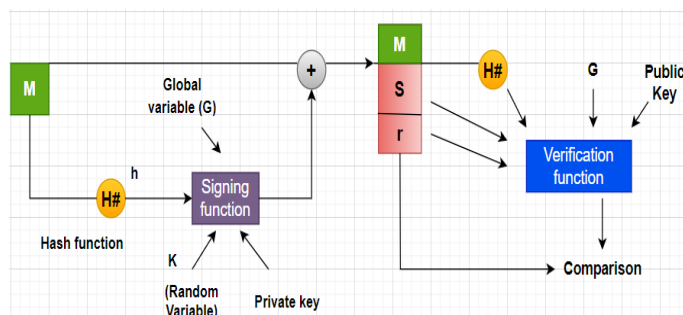 M
Global
variable (G)
h
H#
Hash function
Signing
function
K
(Random
Variable)
Private key
+
M
S
r
H#
G
Public
Key
Verification
function
Comparison